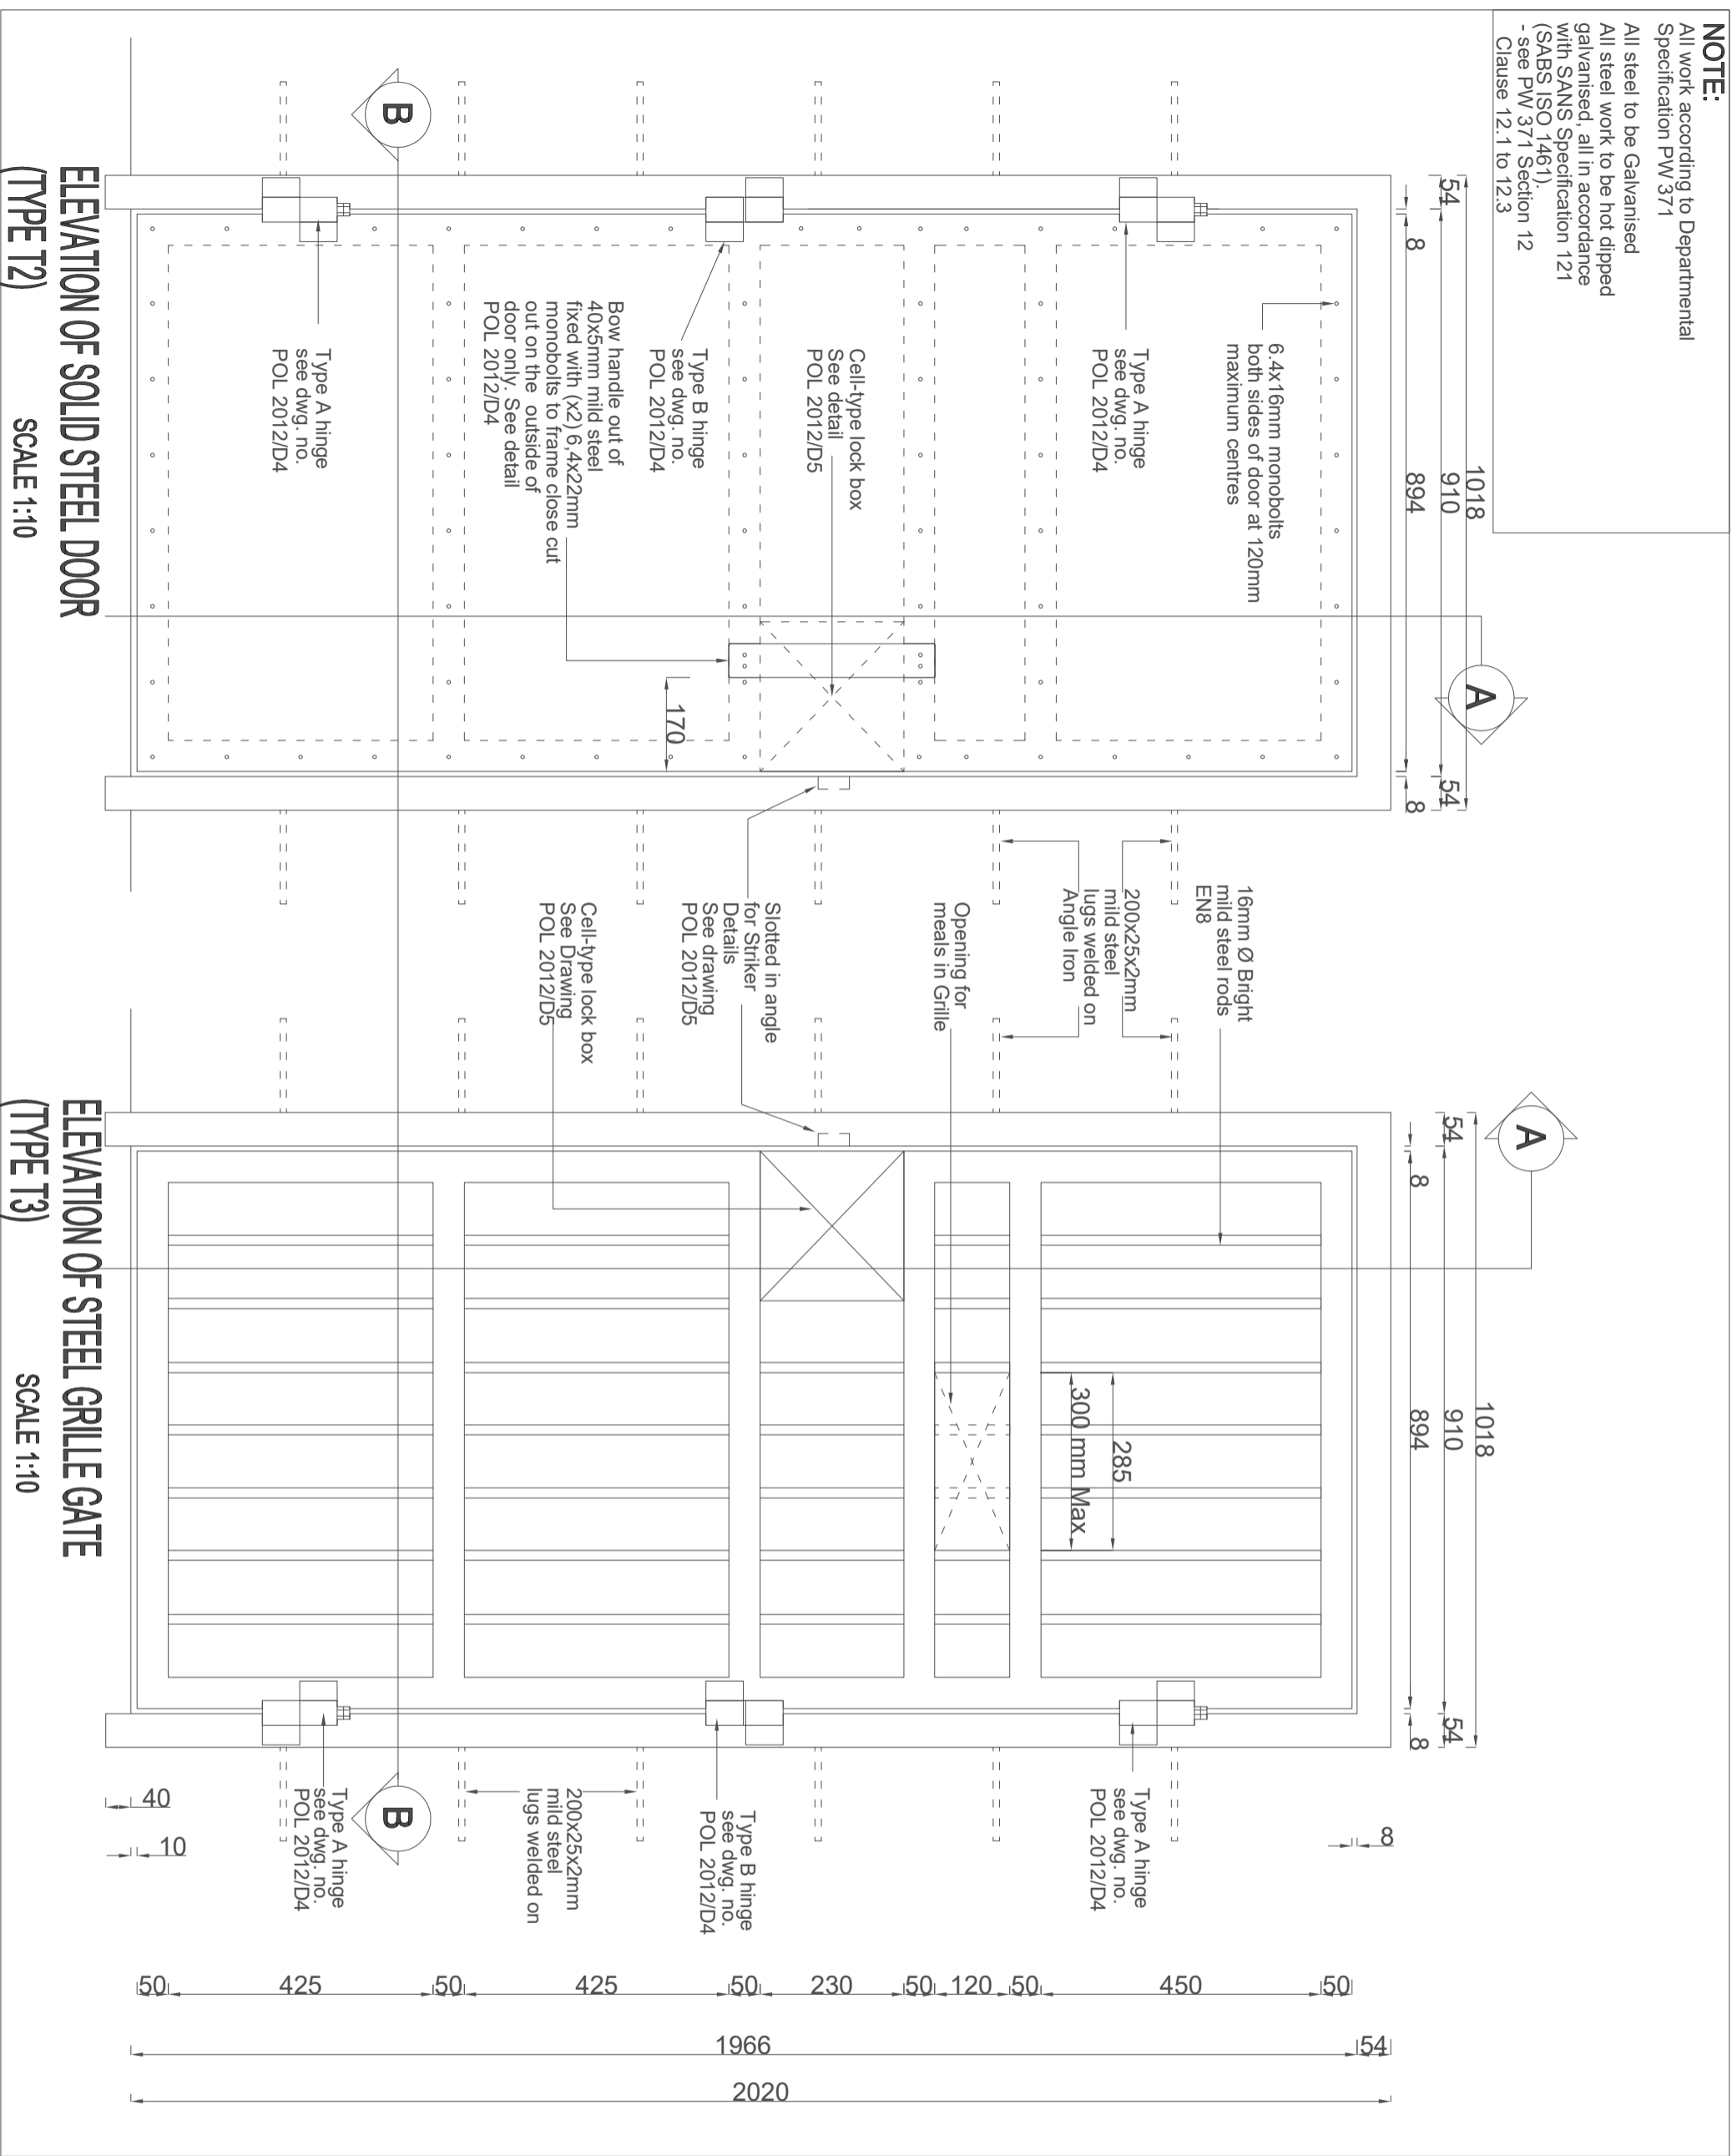 NOTE:
All work according to Departmental
Specification PW 371
All steel to be Galvanised
All steel work to be hot dipped
galvanised, all in accordance
with SANS Specification 121
(SABS ISO 1461).
- see PW 371 Section 12
Clause 12.1 to 12.3
1018
54
910
54
8
894
8
6.4x16mm monobolts
both sides of door at 120mm
maximum centres
Type A hinge
see dwg. no.
POL 2012/D4
Cell-type lock box
See detail
POL 2012/D5
Type B hinge
see dwg. no.
POL 2012/D4
Bow handle out of
40x5mm mild steel
fixed with (x2) 6,4x22mm
monobolts to frame close cut
out on the outside of
door only. See detail
POL 2012/D4
170
Type A hinge
see dwg. no.
POL 2012/D4
A
B
ELEVATION OF SOLID STEEL DOOR
(TYPE T2)
SCALE 1:10
16mm Ø Bright
mild steel rods
EN8
200x25x2mm
mild steel
lugs welded on
Angle Iron
Opening for
meals in Grille
Slotted in angle
for Striker
Details
See drawing
POL 2012/D5
Cell-type lock box
See Drawing
POL 2012/D5
A
1018
54
910
54
8
894
8
285
300 mm Max
Type A hinge
see dwg. no.
POL 2012/D4
Type B hinge
see dwg. no.
POL 2012/D4
200x25x2mm
mild steel
lugs welded on
Type A hinge
see dwg. no.
POL 2012/D4
B
8
40
10
50
450
50
120
50
230
50
425
50
425
50
54
1966
2020
ELEVATION OF STEEL GRILLE GATE
(TYPE T3)
SCALE 1:10